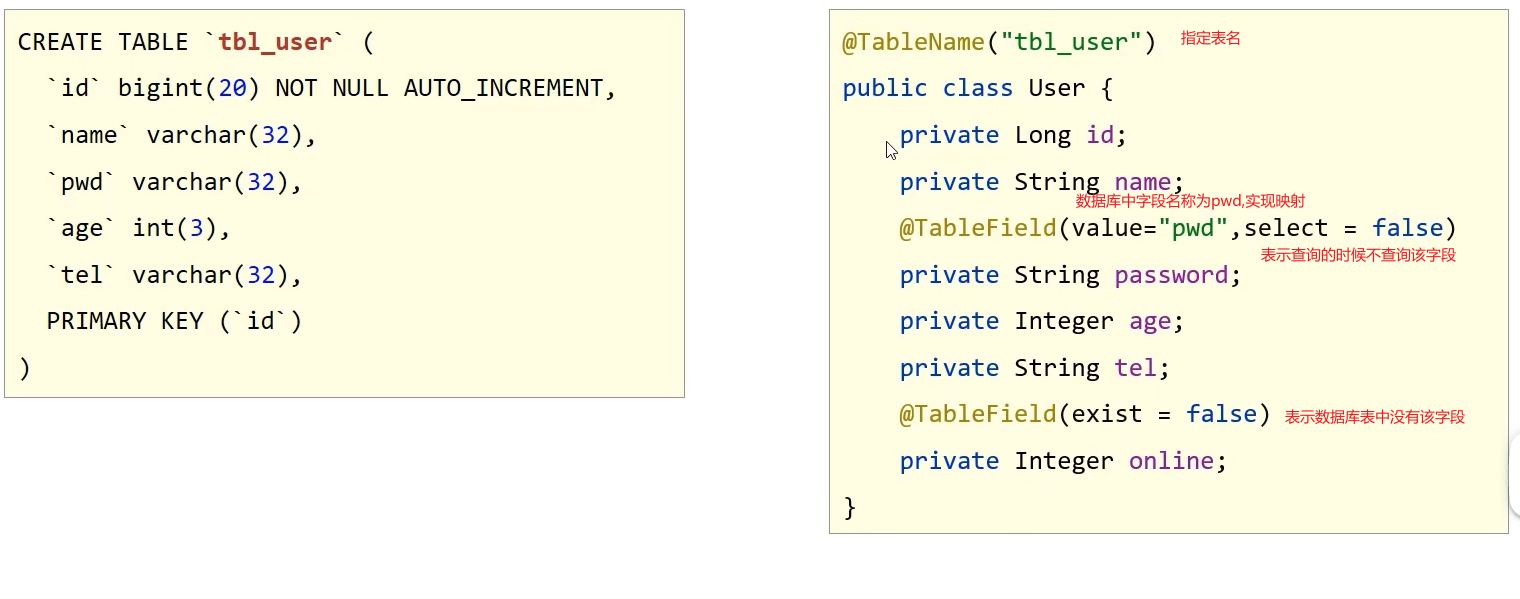 CREATE TABLE `tbl_user` (
`id` bigint(20) NOT NULL AUTO_INCREMENT,
`name` varchar(32),
`pwd` varchar(32),
`age` int(3),
`tel` varchar(32),
PRIMARY KEY (`id`)
)
@TableName("tbl_user") 指定表名
public class User {
private Long id;
private String name;
数据库中字段名称为pwd,实现映射
@TableField(value="pwd",select = false)
表示查询的时候不查询该字段
private String password;
private Integer age;
private String tel;
@TableField(exist = false) 表示数据库表中没有该字段
private Integer online;
}